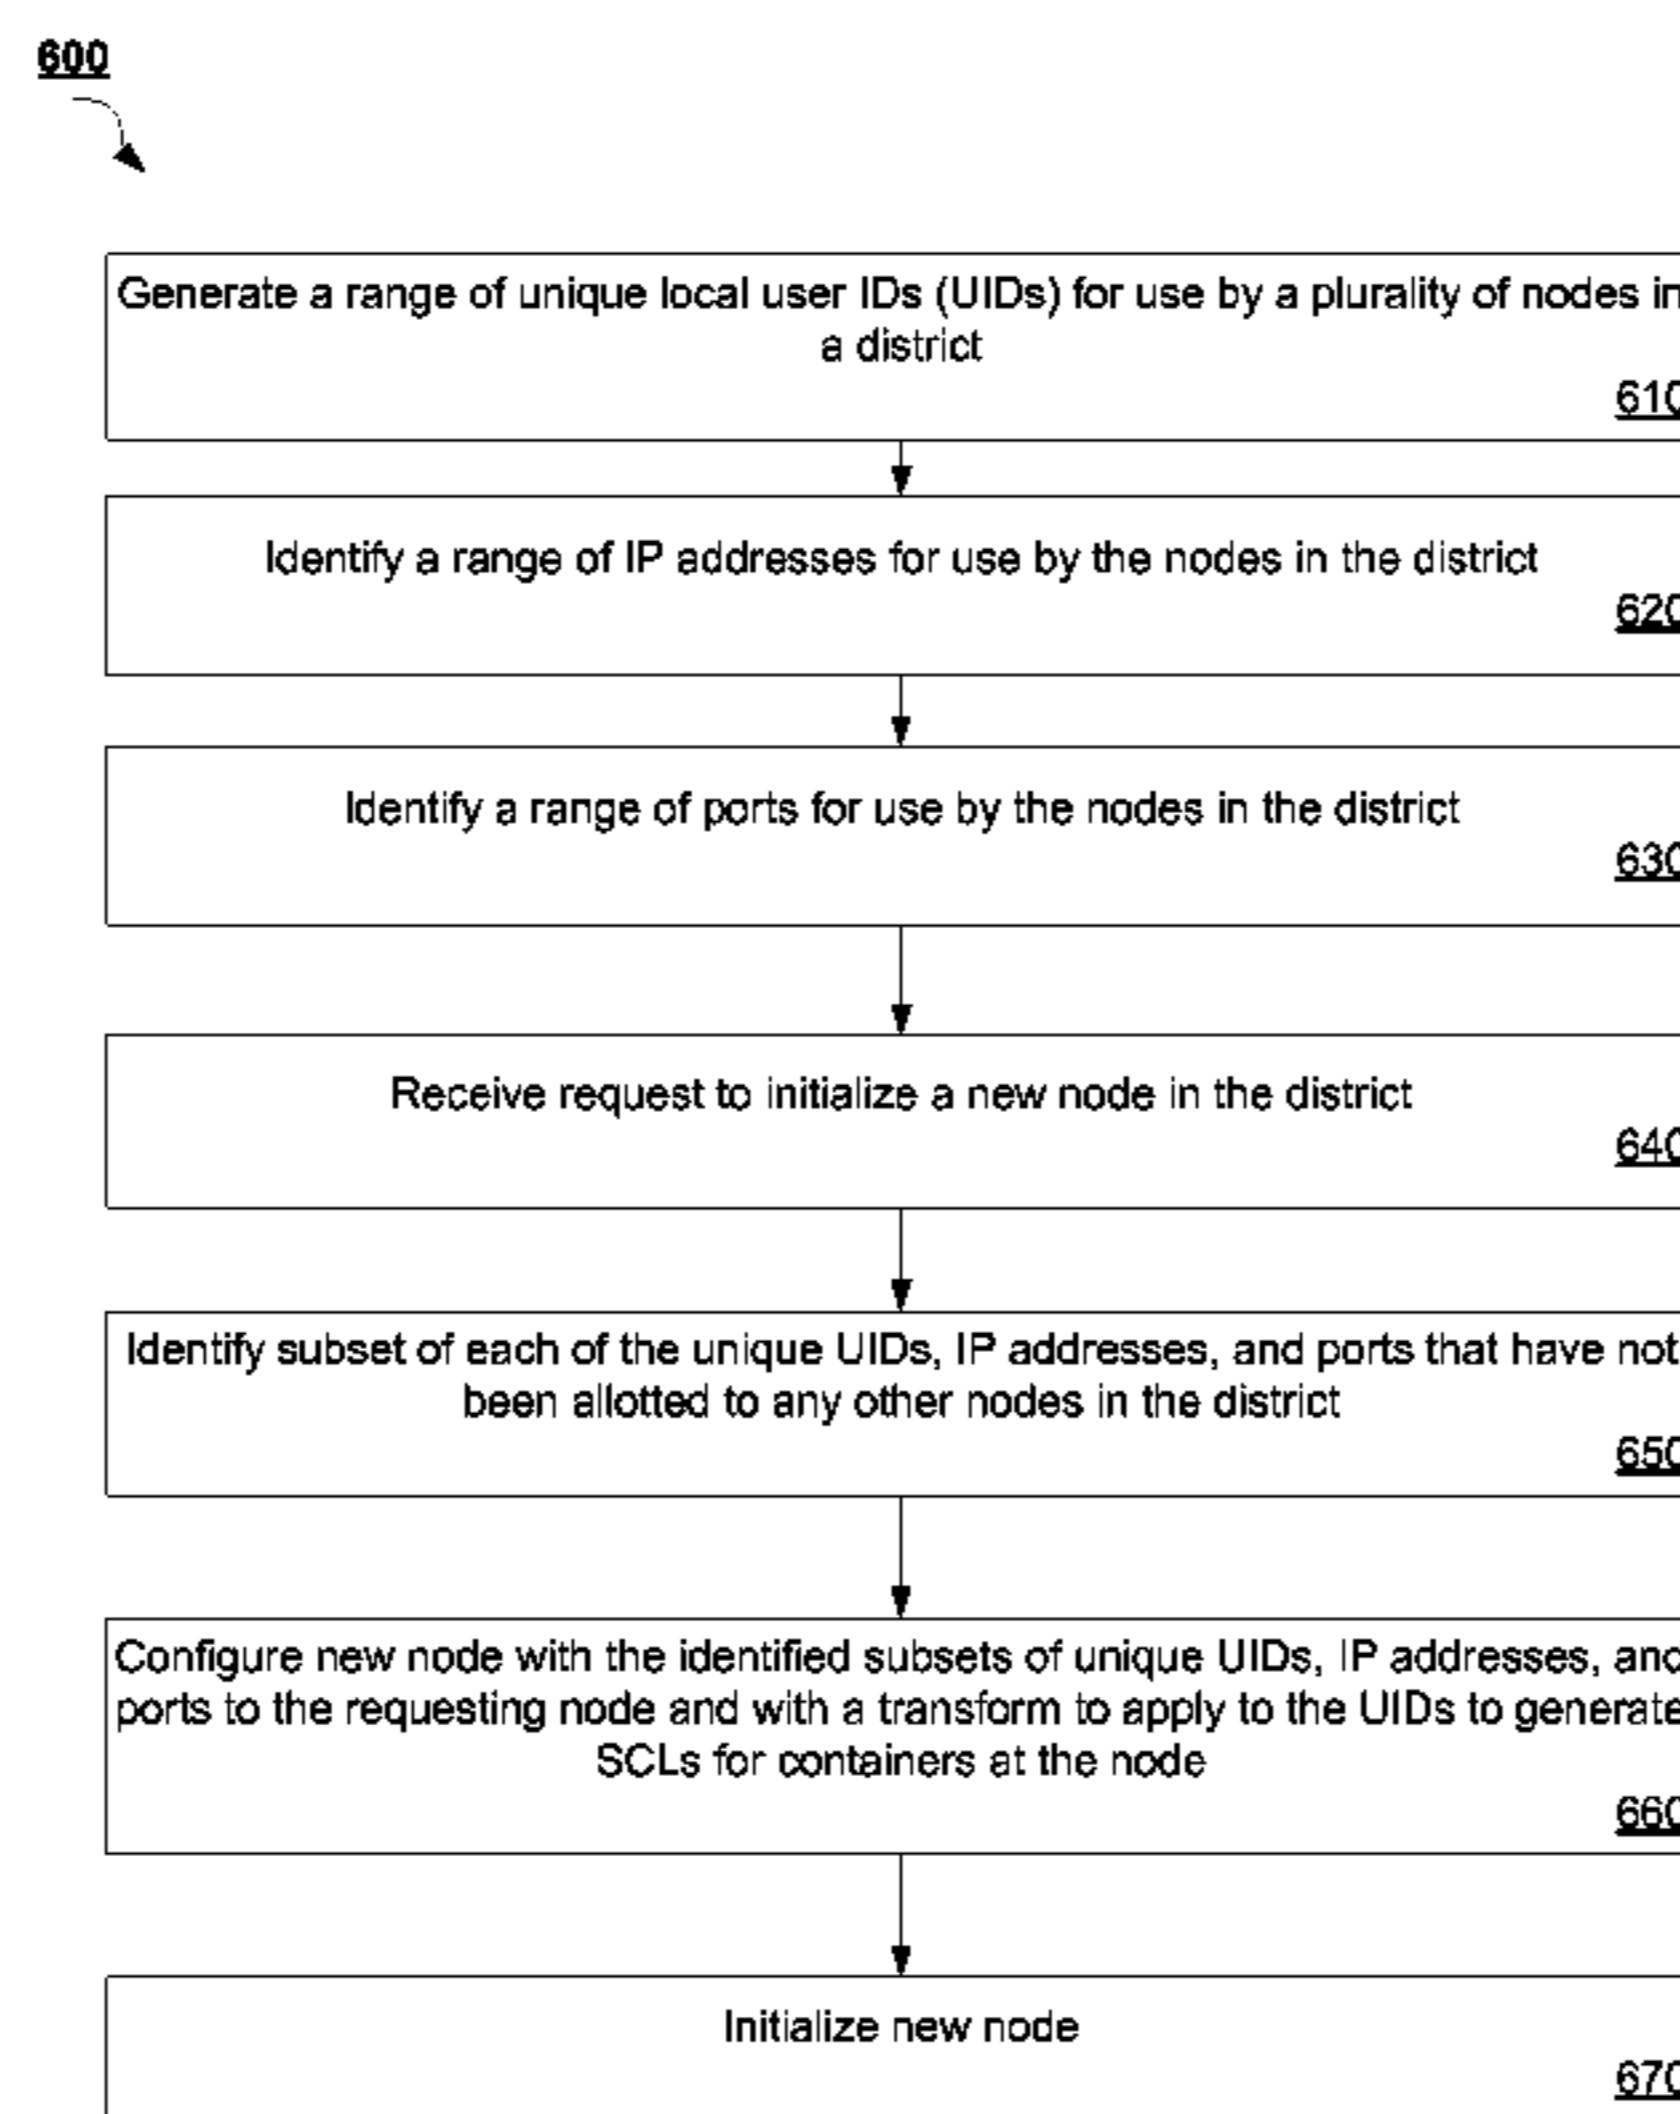 600
Generate a range of unique local user IDs (UIDs) for use by a plurality of nodes in
a district
610
Identify a range of IP addresses for use by the nodes in the district
620
Identify a range of ports for use by the nodes in the district
630
Receive request to initialize a new node in the district
640
Identify subset of each of the unique UIDs, IP addresses, and ports that have not
been allotted to any other nodes in the district
650
Configure new node with the identified subsets of unique UIDs, IP addresses, and
ports to the requesting node and with a transform to apply to the UIDs to generate
SCLs for containers at the node
660
Initialize new node
670